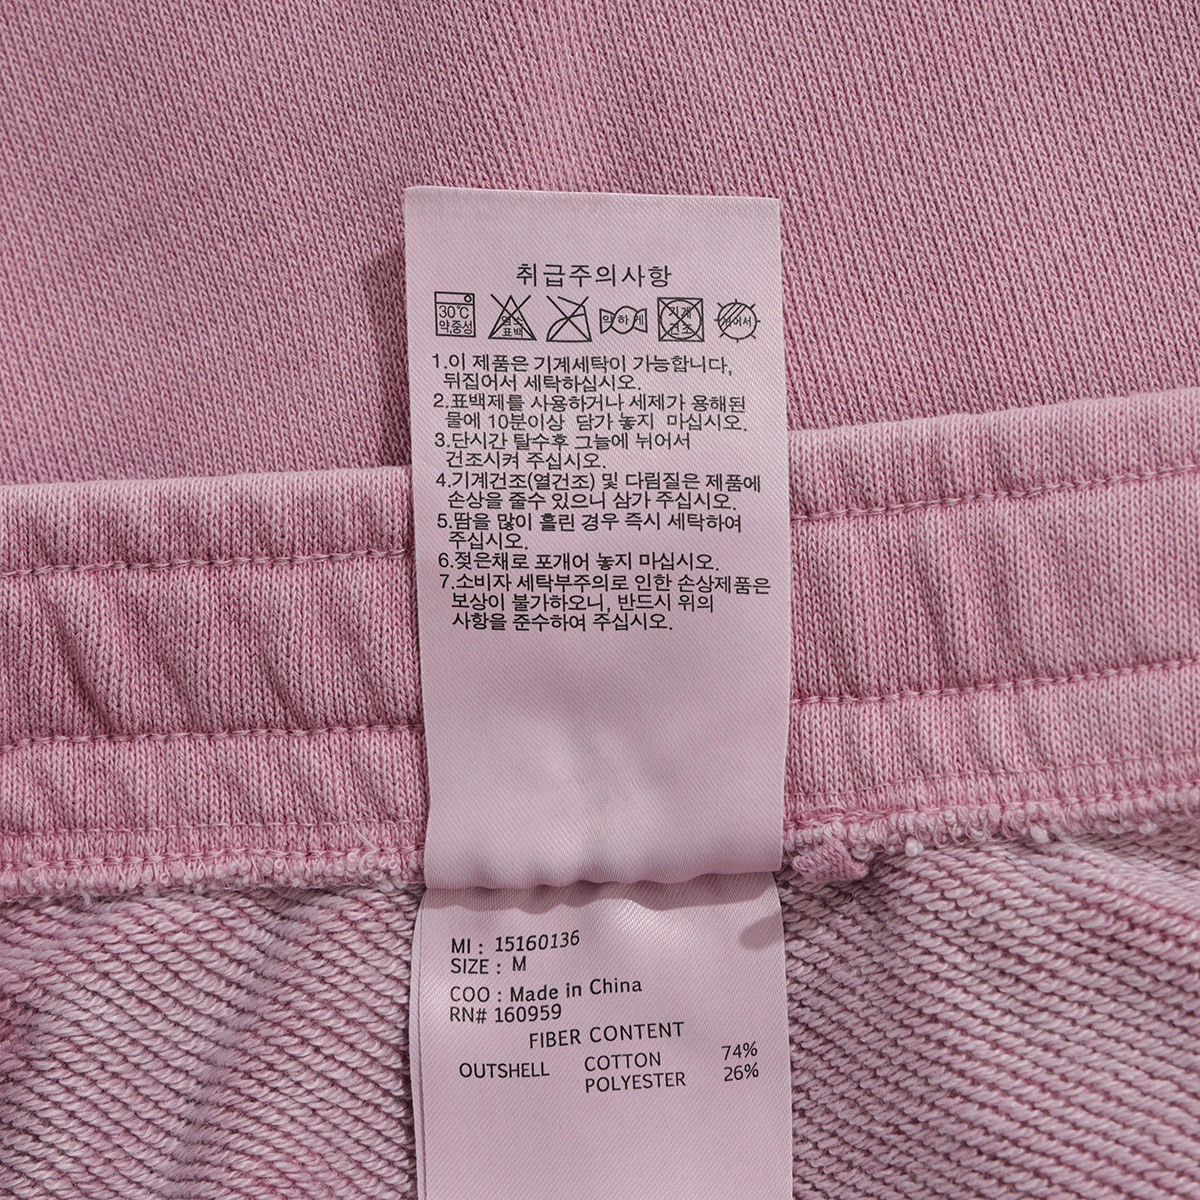 취급주의사항
30℃ 약,중성 염소 표백 약하게 기계 건조 뉘어서
1.이 제품은 기계세탁이 가능합니다,
뒤집어서 세탁하십시오.
2.표백제를 사용하거나 세제가 용해된
물에 10분이상 담가 놓지 마십시오.
3.단시간 탈수후 그늘에 뉘어서
건조시켜 주십시오.
4.기계건조(열건조) 및 다림질은 제품에
손상을 줄수 있으니 삼가 주십시오.
5.땀을 많이 흘린 경우 즉시 세탁하여
주십시오.
6.젖은채로 포개어 놓지 마십시오.
7.소비자 세탁부주의로 인한 손상제품은
보상이 불가하오니, 반드시 위의
사항을 준수하여 주십시오.
MI : 15160136
SIZE : M
COO : Made in China
RN# 160959
FIBER CONTENT
OUTSHELL COTTON 74%
POLYESTER 26%